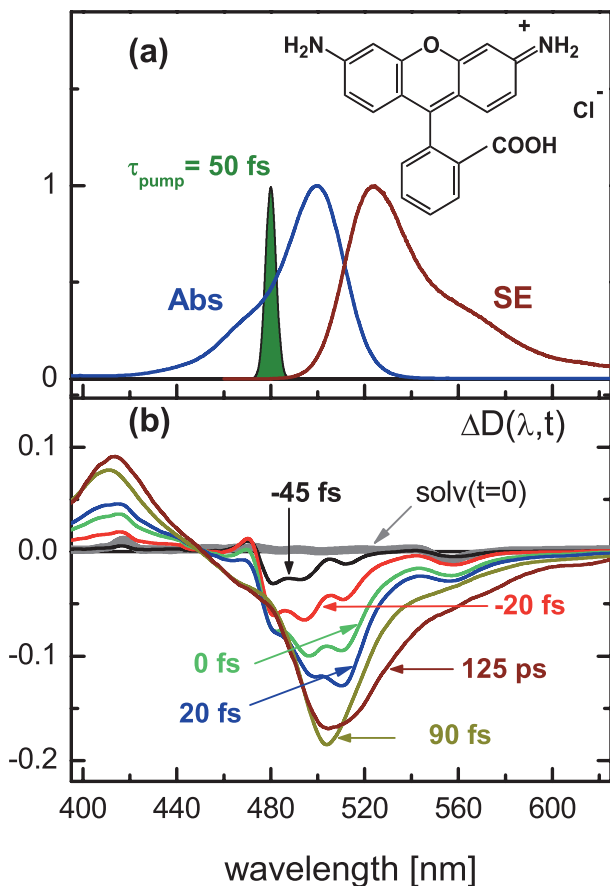 (a)
H₂N
O
+
NH₂
Cl⁻
COOH
τpump = 50 fs
1
Abs
SE
0
(b)
ΔD(λ,t)
0.1
-45 fs
solv(t=0)
0.0
-20 fs
0 fs
-0.1
125 ps
20 fs
90 fs
-0.2
400 440 480 520 560 600
wavelength [nm]